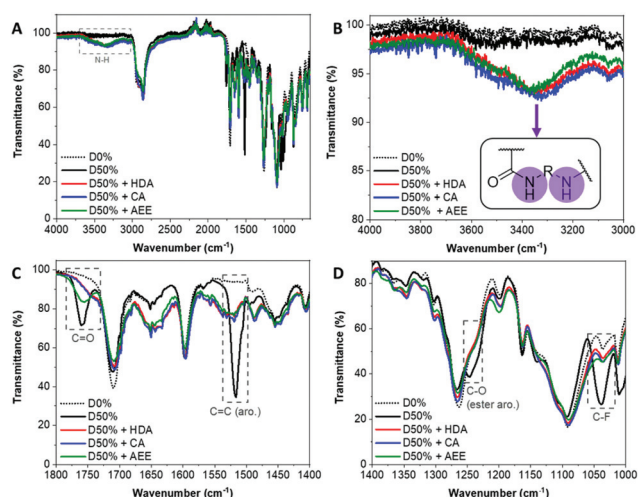 A
Transmittance (%)
100
80
60
40
20
0
N-H
D0%
D50%
D50% + HDA
D50% + CA
D50% + AEE
4000 3500 3000 2500 2000 1500 1000
Wavenumber (cm⁻¹)
B
Transmittance (%)
100
95
90
85
80
D0%
D50%
D50% + HDA
D50% + CA
D50% + AEE
O N R N
H H
4000 3800 3600 3400 3200 3000
Wavenumber (cm⁻¹)
C
Transmittance (%)
100
80
60
40
20
0
C=O
C=C (aro.)
D0%
D50%
D50% + HDA
D50% + CA
D50% + AEE
1800 1750 1700 1650 1600 1550 1500 1450 1400
Wavenumber (cm⁻¹)
D
Transmittance (%)
100
80
60
40
20
0
C-O
(ester aro.)
C-F
D0%
D50%
D50% + HDA
D50% + CA
D50% + AEE
1400 1350 1300 1250 1200 1150 1100 1050 1000
Wavenumber (cm⁻¹)